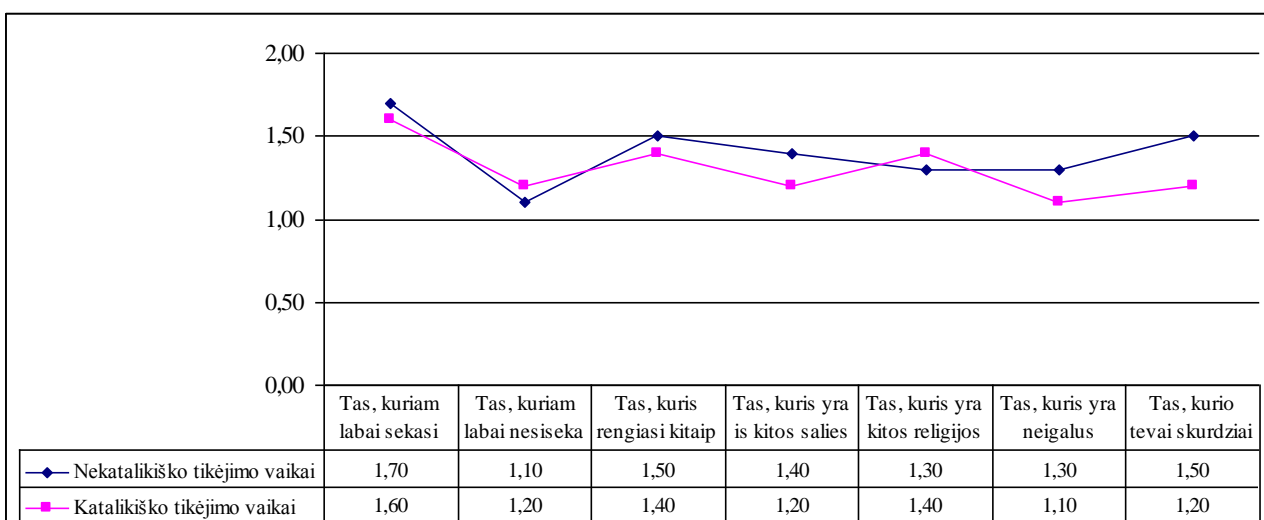 2,00
1,50
1,00
0,50
0,00
Tas, kuriam labai sekasi
Tas, kuriam labai nesiseka
Tas, kuris rengiasi kitaip
Tas, kuris yra is kitos salies
Tas, kuris yra kitos religijos
Tas, kuris yra neigalus
Tas, kurio tevai skurdziai
Nekatalikiško tikėjimo vaikai 1,70 1,10 1,50 1,40 1,30 1,30 1,50
Katalikiško tikėjimo vaikai 1,60 1,20 1,40 1,20 1,40 1,10 1,20